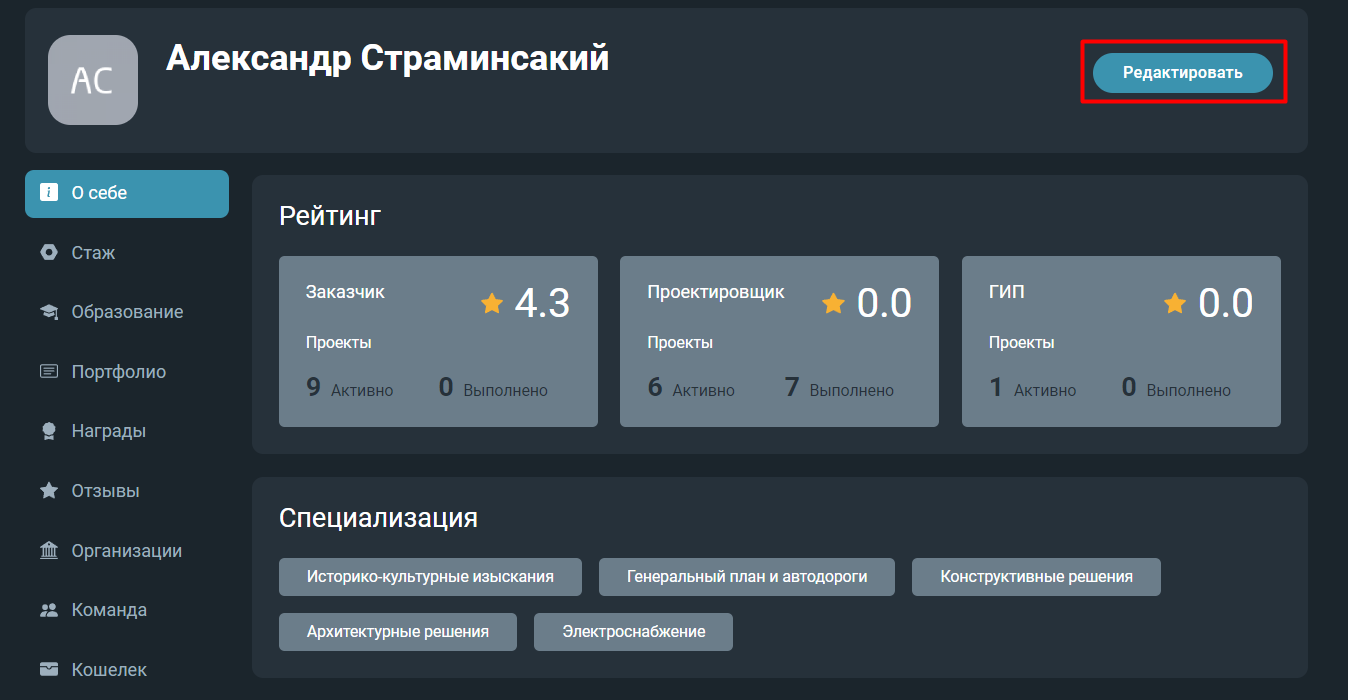 АС
Александр Страминсакий
Редактировать
О себе
Стаж
Образование
Портфолио
Награды
Отзывы
Организации
Команда
Кошелек
Рейтинг
Заказчик
4.3
Проекты
9 Активно 0 Выполнено
Проектировщик
0.0
Проекты
6 Активно 7 Выполнено
ГИП
0.0
Проекты
1 Активно 0 Выполнено
Специализация
Историко-культурные изыскания
Генеральный план и автодороги
Конструктивные решения
Архитектурные решения
Электроснабжение